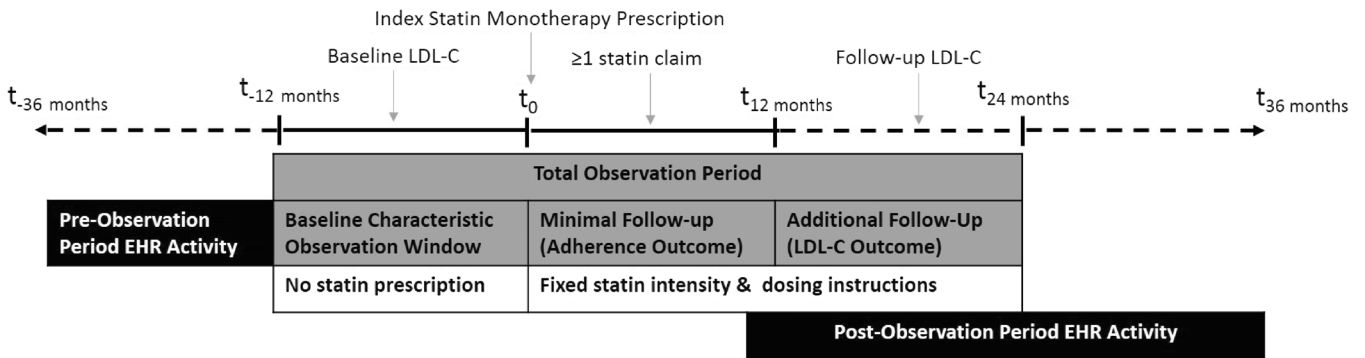 Index Statin Monotherapy Prescription
Baseline LDL-C
≥1 statin claim
Follow-up LDL-C
t-36 months
t-12 months
t0
t12 months
t24 months
t36 months
Total Observation Period
Pre-Observation
Period EHR Activity
Baseline Characteristic
Observation Window
Minimal Follow-up
(Adherence Outcome)
Additional Follow-Up
(LDL-C Outcome)
No statin prescription
Fixed statin intensity & dosing instructions
Post-Observation Period EHR Activity